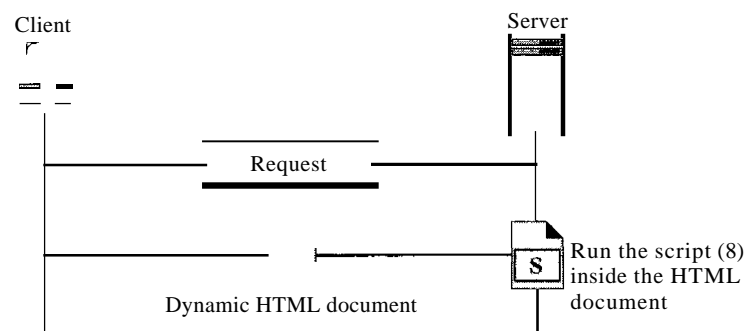 Client
Server
Request
S
Run the script (8)
inside the HTML
document
Dynamic HTML document